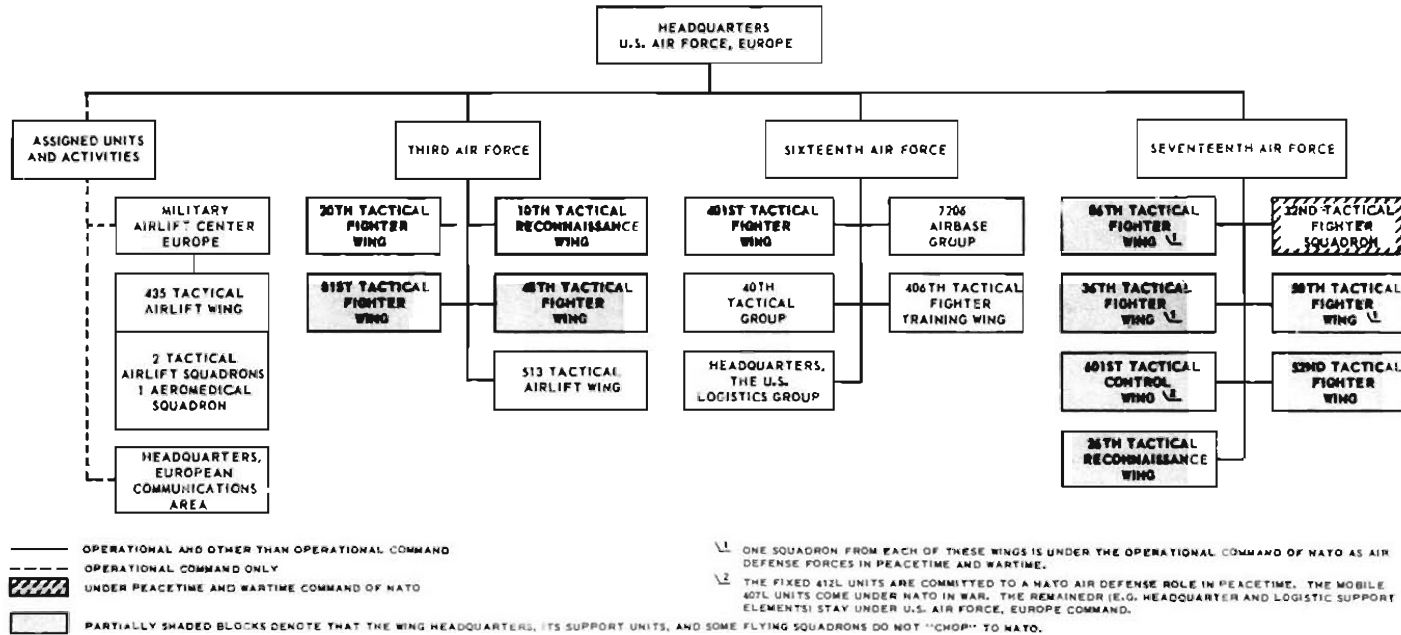 HEADQUARTERS
U.S. AIR FORCE, EUROPE
ASSIGNED UNITS
AND ACTIVITIES
THIRD AIR FORCE
SIXTEENTH AIR FORCE
SEVENTEENTH AIR FORCE
MILITARY
AIRLIFT CENTER
EUROPE
435 TACTICAL
AIRLIFT WING
2 TACTICAL
AIRLIFT SQUADRONS
1 AEROMEDICAL
SQUADRON
HEADQUARTERS,
EUROPEAN
COMMUNICATIONS
AREA
20TH TACTICAL
FIGHTER
WING
10TH TACTICAL
RECONNAISSANCE
WING
81ST TACTICAL
FIGHTER
WING
48TH TACTICAL
FIGHTER
WING
513 TACTICAL
AIRLIFT WING
401ST TACTICAL
FIGHTER
WING
7206
AIRBASE
GROUP
40TH
TACTICAL
GROUP
406TH TACTICAL
FIGHTER
TRAINING WING
HEADQUARTERS,
THE U.S.
LOGISTICS GROUP
86TH TACTICAL
FIGHTER
WING \1
32ND TACTICAL
FIGHTER
SQUADRON
36TH TACTICAL
FIGHTER
WING \1
50TH TACTICAL
FIGHTER
WING \1
601ST TACTICAL
CONTROL
WING \2
52ND TACTICAL
FIGHTER
WING
26TH TACTICAL
RECONNAISSANCE
WING
OPERATIONAL AND OTHER THAN OPERATIONAL COMMAND
OPERATIONAL COMMAND ONLY
UNDER PEACETIME AND WARTIME COMMAND OF NATO
PARTIALLY SHADED BLOCKS DENOTE THAT THE WING HEADQUARTERS, ITS SUPPORT UNITS, AND SOME FLYING SQUADRONS DO NOT "CHOP" TO NATO.
\1 ONE SQUADRON FROM EACH OF THESE WINGS IS UNDER THE OPERATIONAL COMMAND OF NATO AS AIR
DEFENSE FORCES IN PEACETIME AND WARTIME.
\2 THE FIXED 412L UNITS ARE COMMITTED TO A NATO AIR DEFENSE ROLE IN PEACETIME. THE MOBILE
407L UNITS COME UNDER NATO IN WAR. THE REMAINEDR (E.G. HEADQUARTER AND LOGISTIC SUPPORT
ELEMENTS) STAY UNDER U.S. AIR FORCE, EUROPE COMMAND.